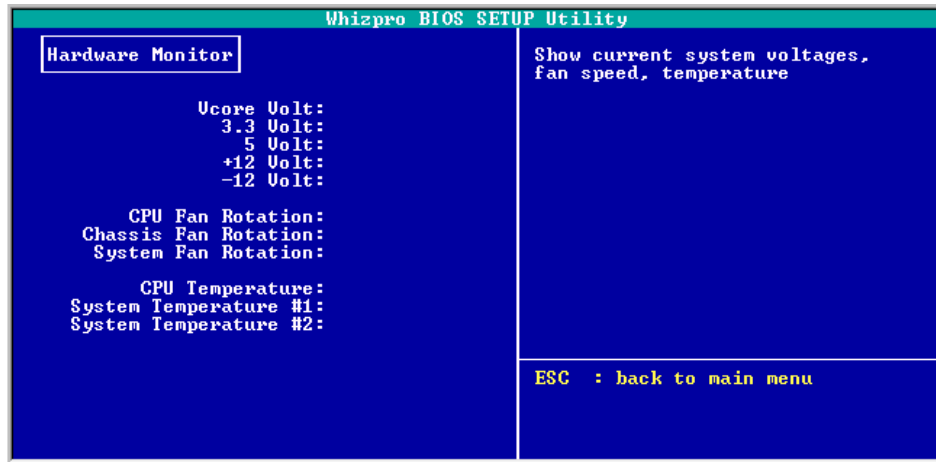 Whizpro BIOS SETUP Utility
Hardware Monitor
Vcore Volt:
3.3 Volt:
5 Volt:
+12 Volt:
-12 Volt:
CPU Fan Rotation:
Chassis Fan Rotation:
System Fan Rotation:
CPU Temperature:
System Temperature #1:
System Temperature #2:
Show current system voltages,
fan speed, temperature
ESC : back to main menu